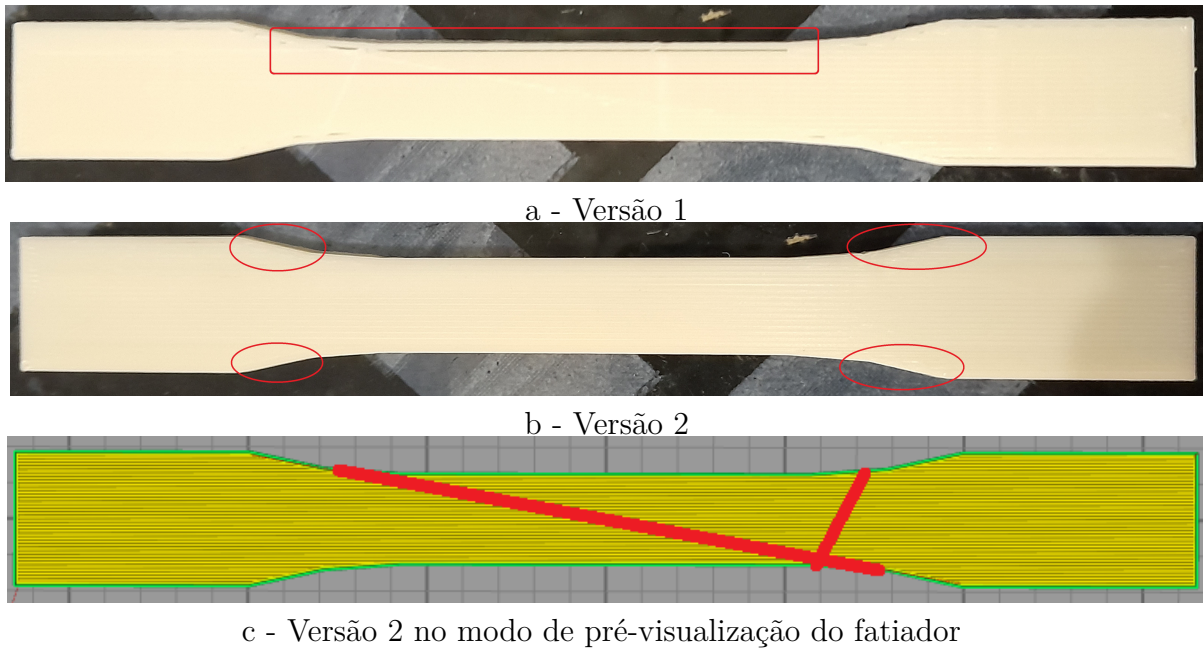 a - Versão 1
b - Versão 2
c - Versão 2 no modo de pré-visualização do fatiador